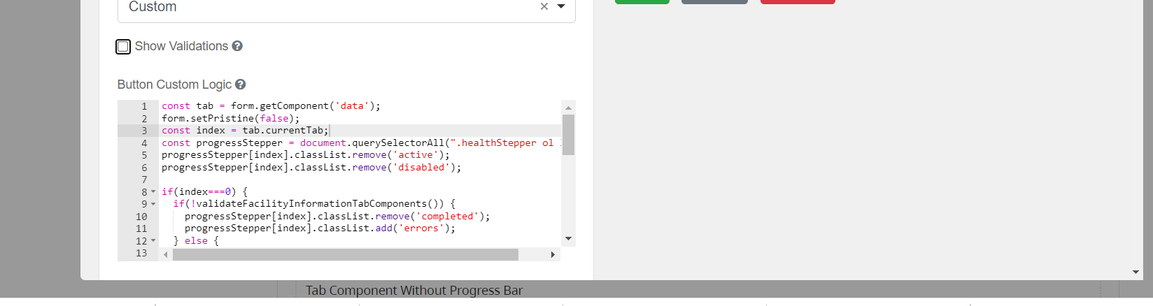 Custom
Show Validations
Button Custom Logic
1 const tab = form.getComponent('data');
2 form.setPristine(false);
3 const index = tab.currentTab;
4 const progressStepper = document.querySelectorAll(".healthStepper ol
5 progressStepper[index].classList.remove('active');
6 progressStepper[index].classList.remove('disabled');
7
8 if(index===0) {
9 if(!validateFacilityInformationTabComponents()) {
10 progressStepper[index].classList.remove('completed');
11 progressStepper[index].classList.add('errors');
12 } else {
13
Tab Component Without Progress Bar